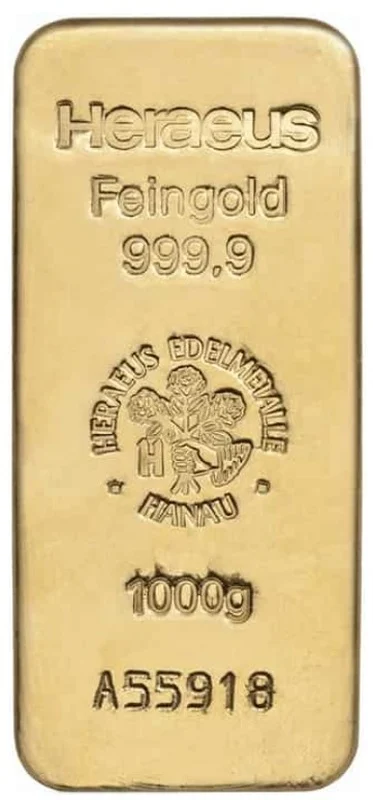 Heraeus
Feingold
999,9
HERAEUS EDELMETALLE
H
HANAU
1000g
A55918